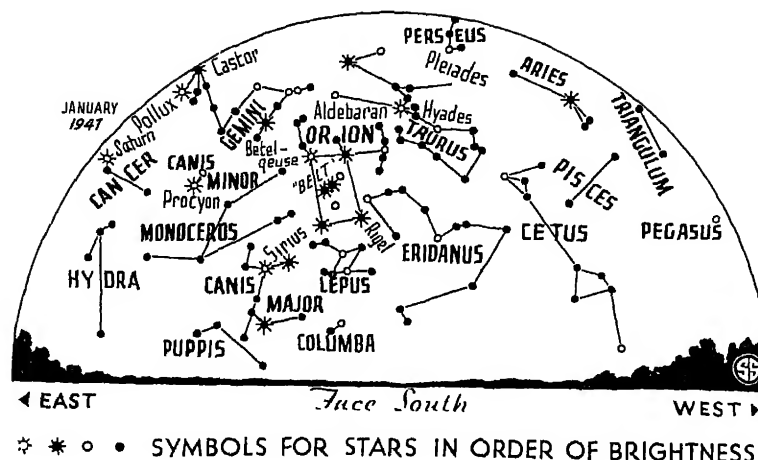 Castor
PERSEUS
Pleiades
ARIES
TRIANGULUM
JANUARY
1947
Pollux
GEMINI
Aldebaran
Hyades
TAURUS
Saturn
CANCER
CANIS
MINOR
Procyon
Betel-
geuse
ORION
"BELT"
PISCES
PEGASUS
MONOCEROS
Sirius
Rigel
ERIDANUS
CETUS
HYDRA
CANIS
MAJOR
LEPUS
PUPPIS
COLUMBA
EAST
Face South
WEST
SYMBOLS FOR STARS IN ORDER OF BRIGHTNESS